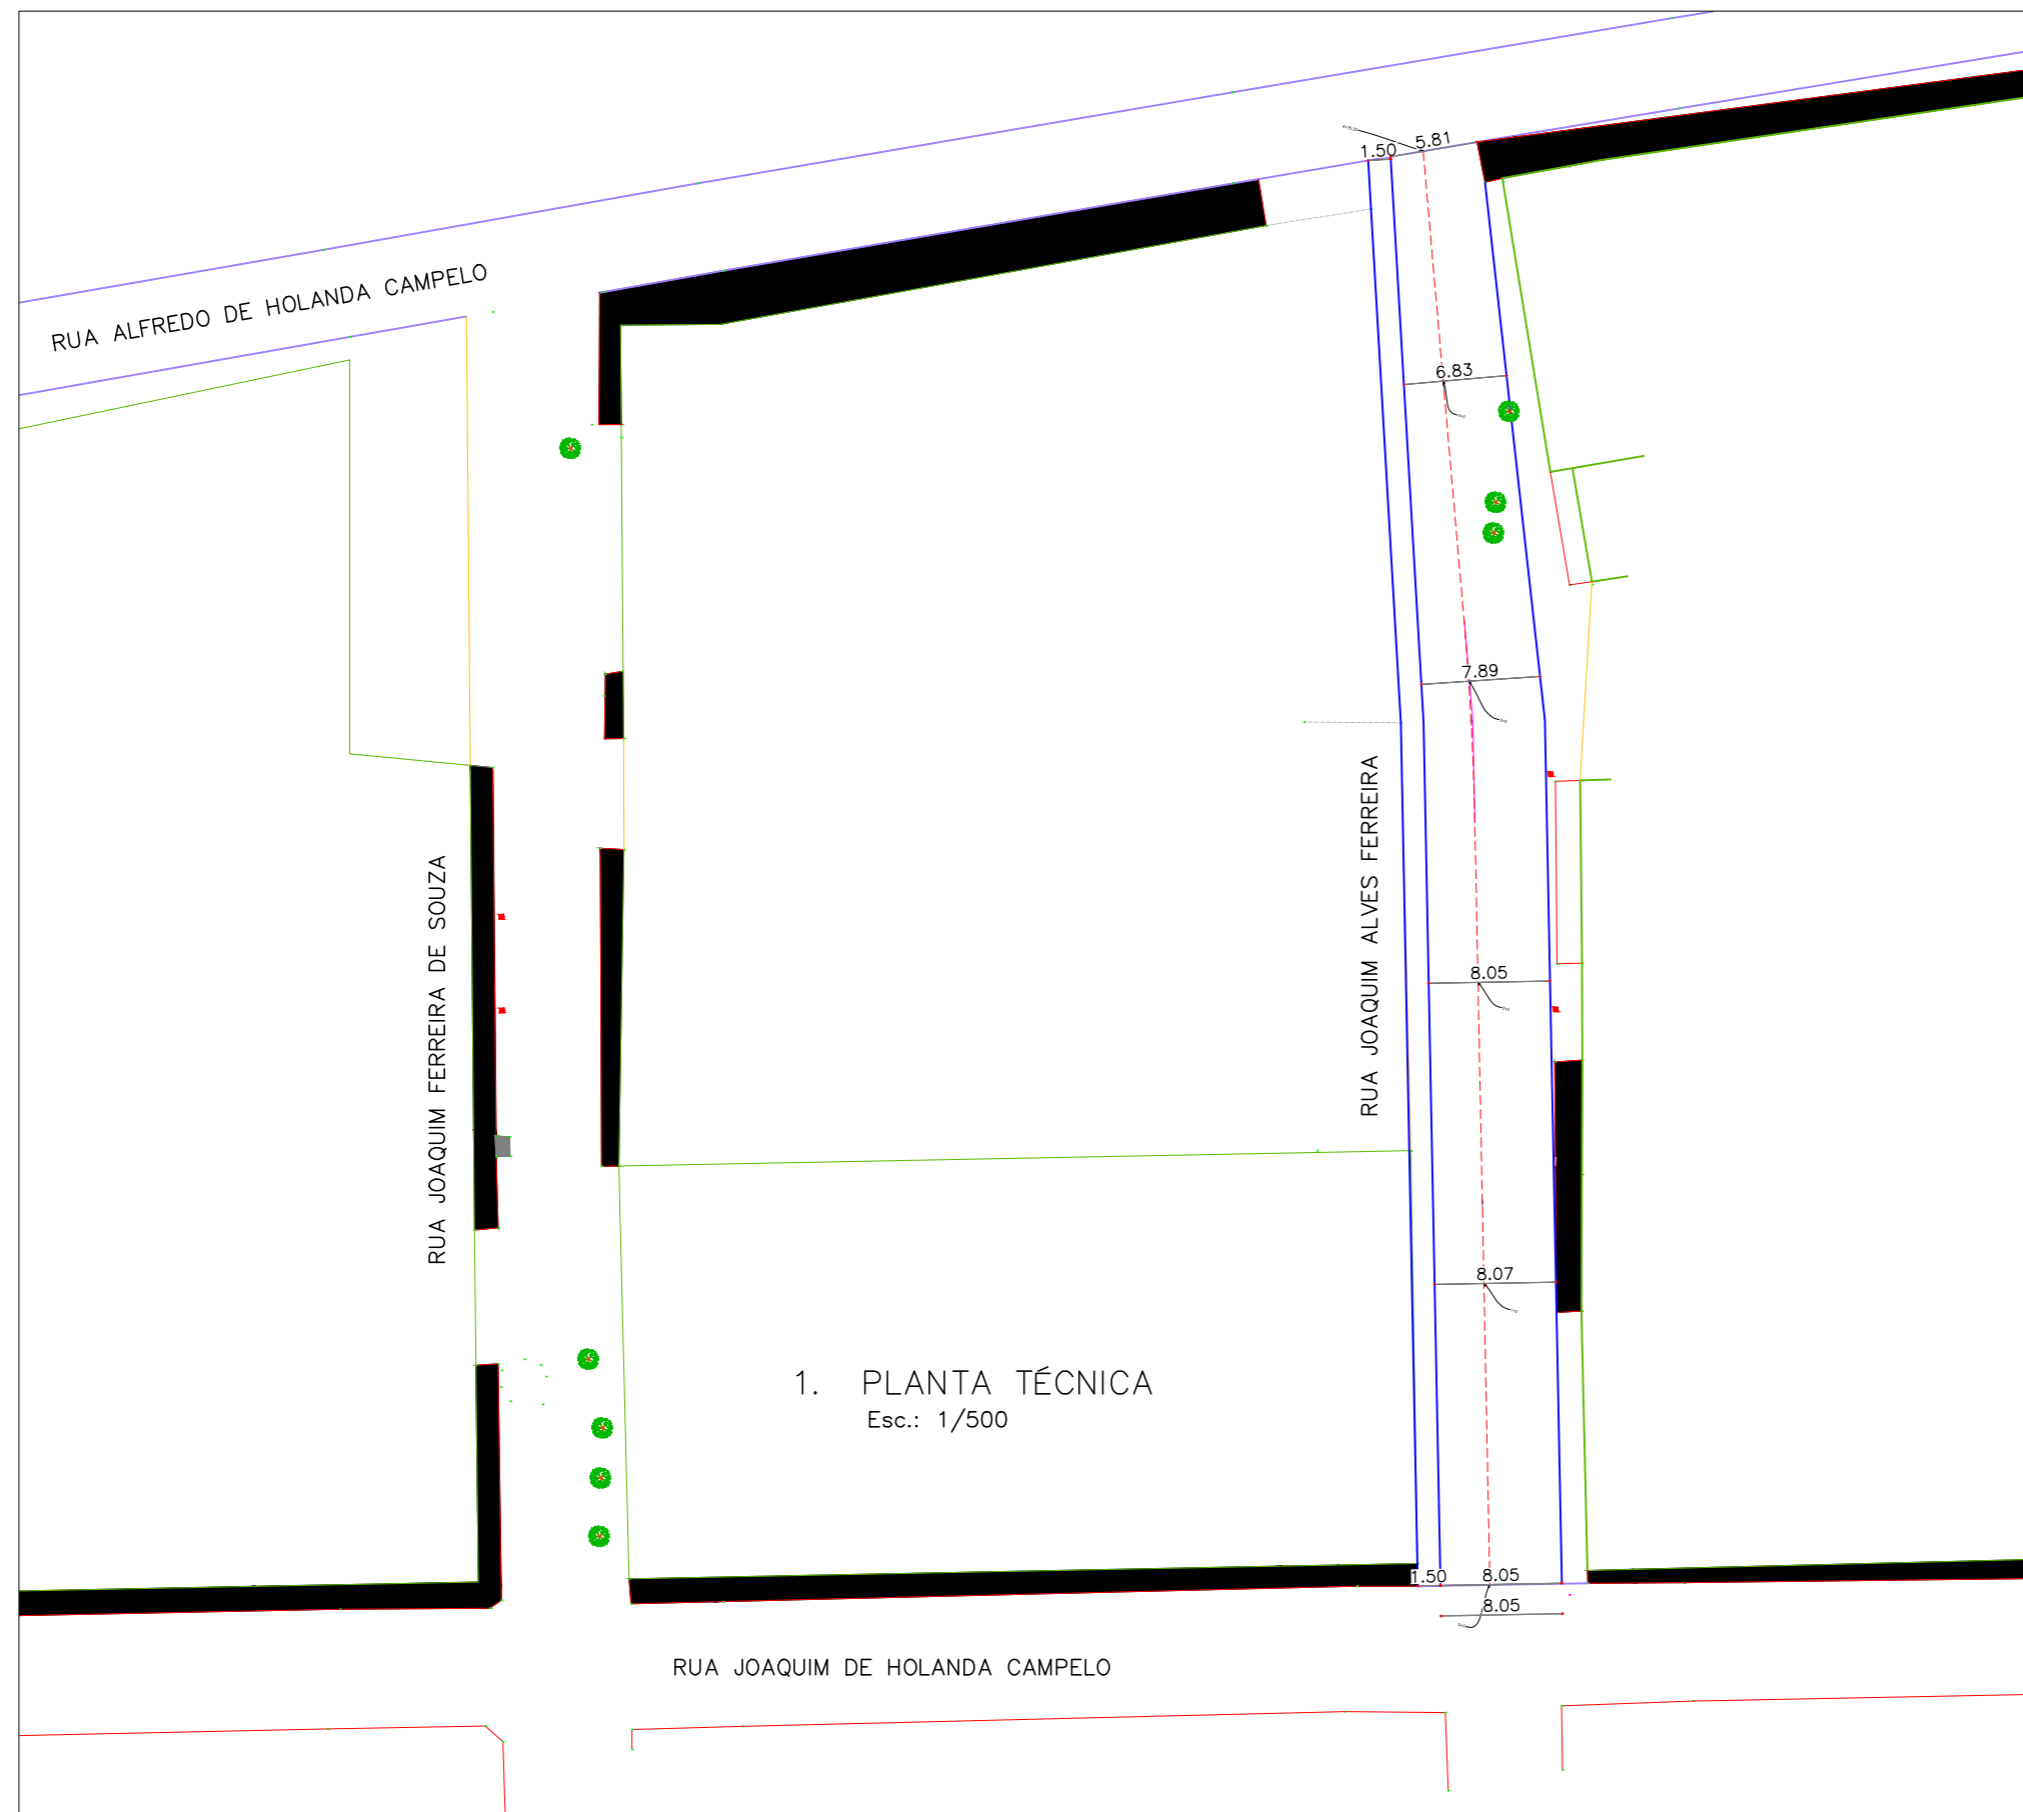 1.50
5.81
RUA ALFREDO DE HOLANDA CAMPELO
6.83
7.89
RUA JOAQUIM ALVES FERREIRA
RUA JOAQUIM FERREIRA DE SOUZA
8.05
8.07
1. PLANTA TÉCNICA
Esc.: 1/500
1.50
8.05
8.05
RUA JOAQUIM DE HOLANDA CAMPELO